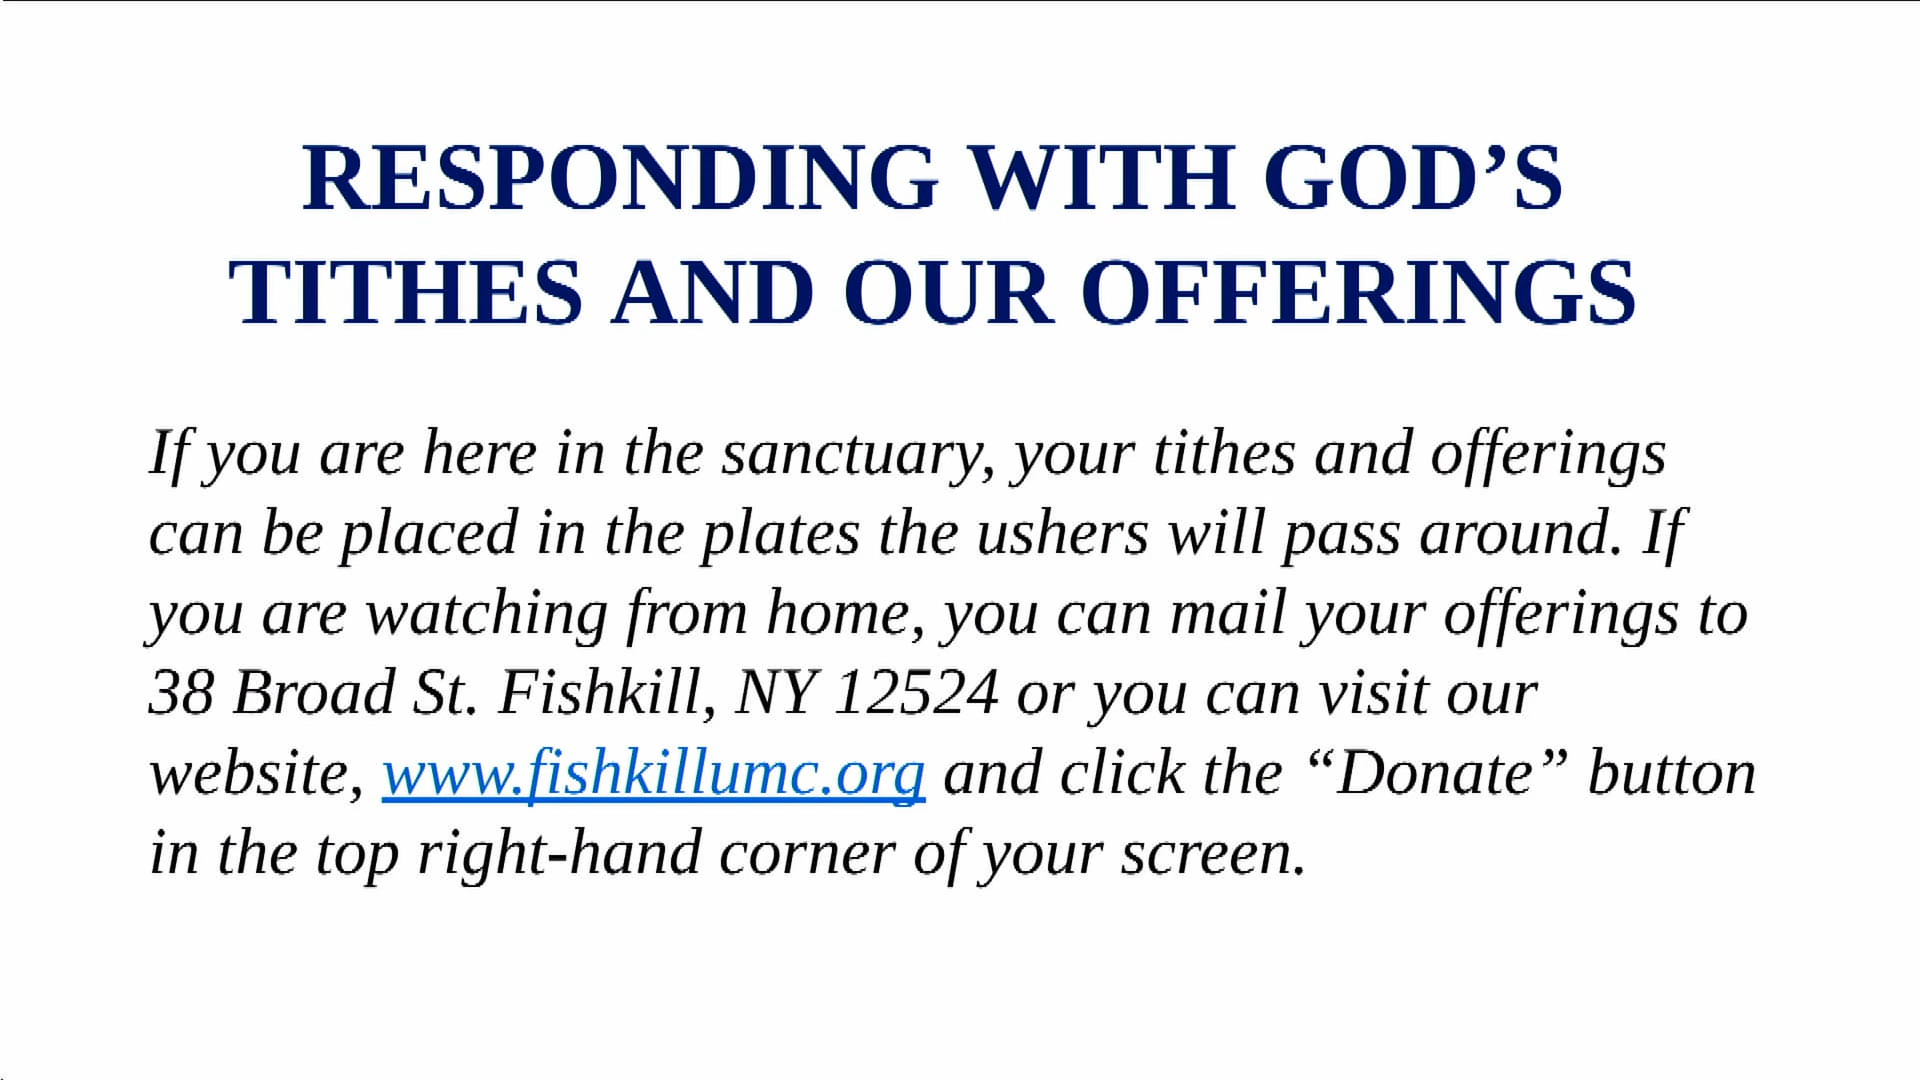 RESPONDING WITH GOD’S
TITHES AND OUR OFFERINGS
If you are here in the sanctuary, your tithes and offerings
can be placed in the plates the ushers will pass around. If
you are watching from home, you can mail your offerings to
38 Broad St. Fishkill, NY 12524 or you can visit our
website, www.fishkillumc.org and click the “Donate” button
in the top right-hand corner of your screen.